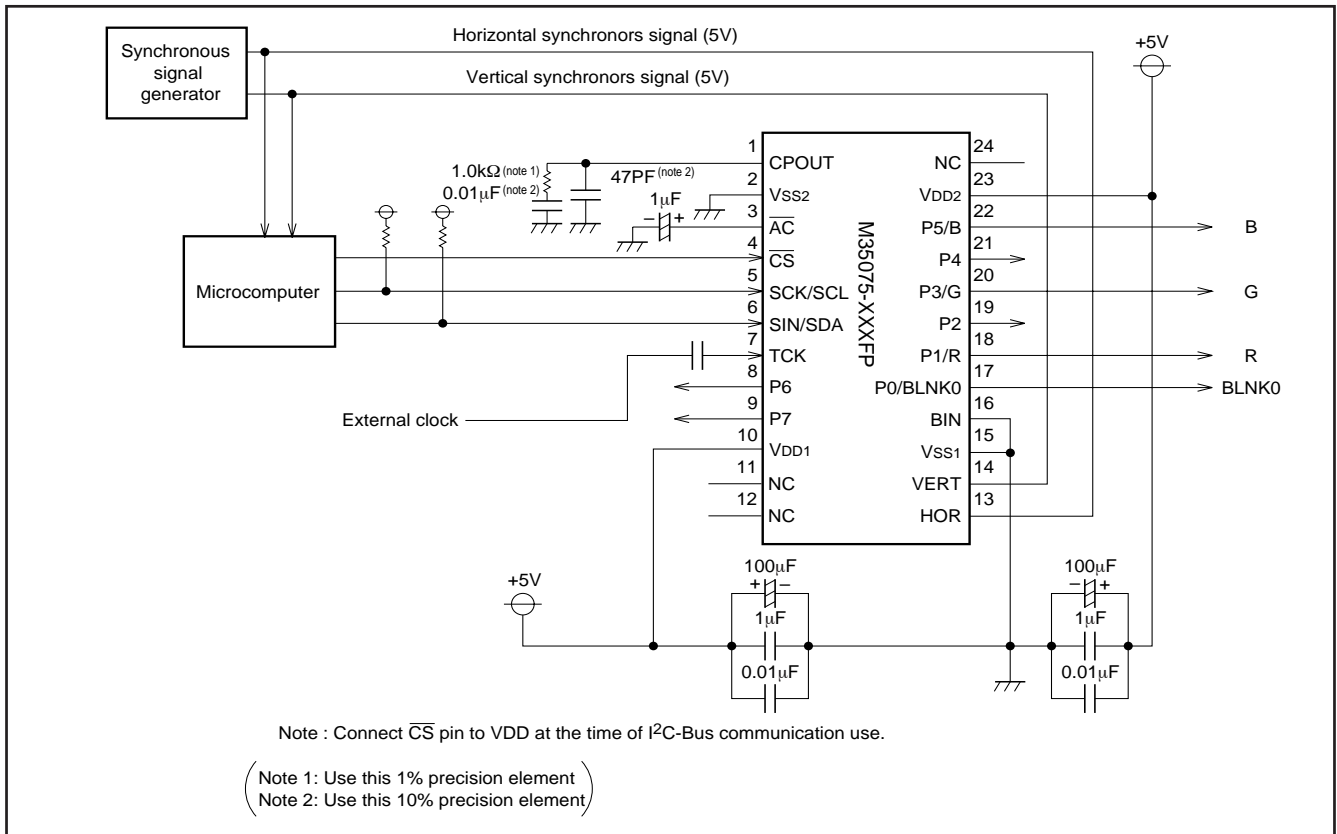 Horizontal synchronors signal (5V)
+5V
Synchronous
signal
generator
Vertical synchronors signal (5V)
1
24
CPOUT
NC
1.0kΩ (note 1)
47PF (note 2)
2
23
0.01μF (note 2)
VSS2
VDD2
1μF
3
22
− +
AC
P5/B
B
4
21
CS
P4
M35075-XXXFP
Microcomputer
5
20
SCK/SCL
P3/G
G
6
19
SIN/SDA
P2
7
18
TCK
P1/R
R
8
17
P6
P0/BLNK0
BLNK0
9
16
External clock
P7
BIN
10
15
VDD1
VSS1
11
14
NC
VERT
12
13
NC
HOR
100μF
100μF
+5V
+ −
− +
1μF
1μF
0.01μF
0.01μF
Note : Connect CS pin to VDD at the time of I2C-Bus communication use.
Note 1: Use this 1% precision element
Note 2: Use this 10% precision element